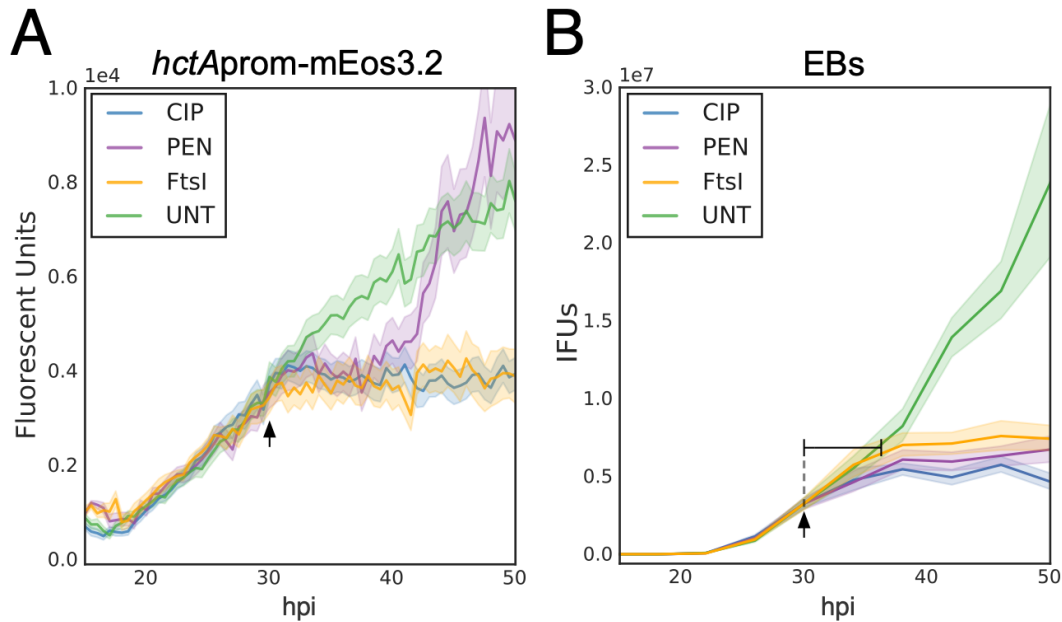 A
hctAprom-mEos3.2
1e4
1.0
0.8
0.6
0.4
0.2
0.0
Fluorescent Units
CIP
PEN
FtsI
UNT
20
30
40
50
hpi
B
EBs
1e7
3.0
2.5
2.0
1.5
1.0
0.5
0.0
IFUs
CIP
PEN
FtsI
UNT
20
30
40
50
hpi